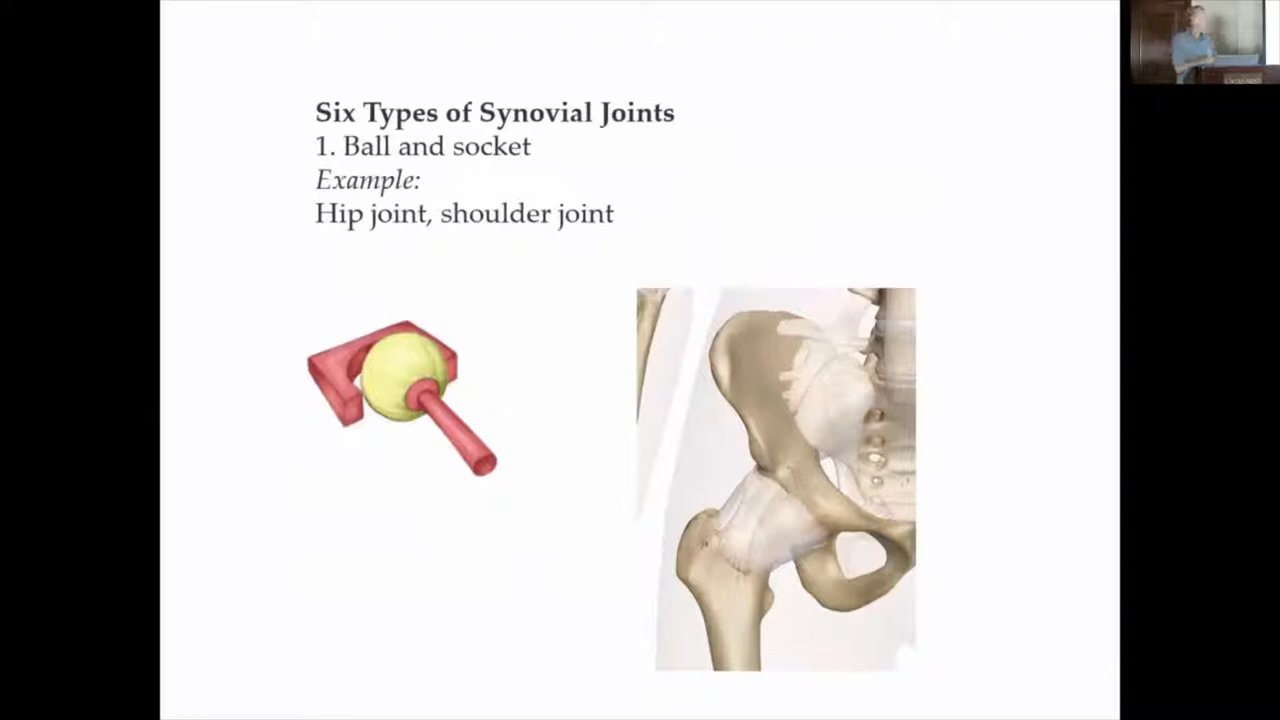 Six Types of Synovial Joints
1. Ball and socket
Example:
Hip joint, shoulder joint